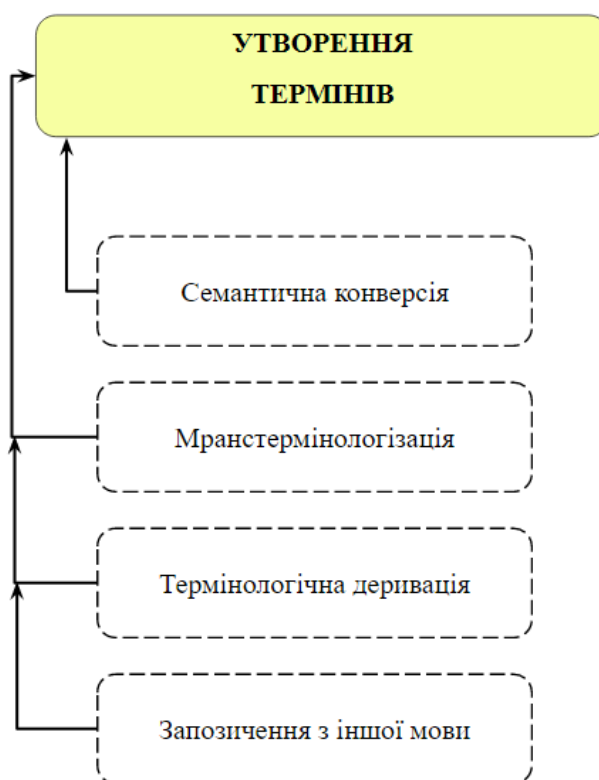 УТВОРЕННЯ
ТЕРМІНІВ
Семантична конверсія
Мранстермінологізація
Термінологічна деривація
Запозичення з іншої мови